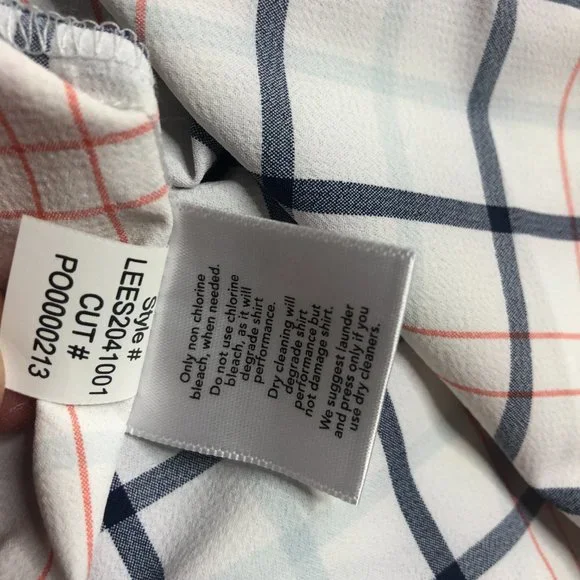 Style #
LEES2041001
CUT #
PO0000213
Only non chlorine
bleach, when needed.
Do not use chlorine
bleach, as it will
degrade shirt
performance.
Dry cleaning will
degrade shirt
performance but
not damage shirt.
We suggest launder
and press only if you
use dry cleaners.